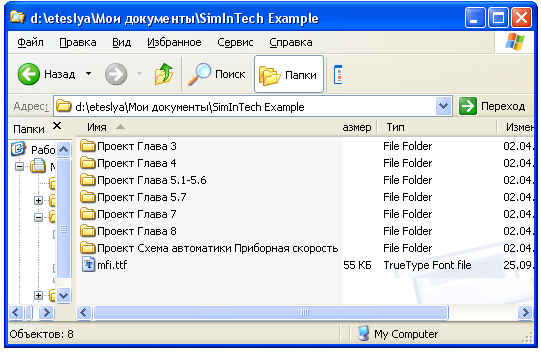 d:\eteslya\Мои документы\SimInTech Example
Файл Правка Вид Избранное Сервис Справка
Назад Поиск Папки
Адрес: d:\eteslya\Мои документы\SimInTech Example Переход
Папки Имя азмер Тип Измен
Рабо
Проект Глава 3 File Folder 02.04.
Проект Глава 4 File Folder 02.04.
Проект Глава 5.1-5.6 File Folder 02.04.
Проект Глава 5.7 File Folder 02.04.
Проект Глава 7 File Folder 02.04.
Проект Глава 8 File Folder 02.04.
Проект Схема автоматики Приборная скорость File Folder 02.04.
mfi.ttf 55 КБ TrueType Font file 25.09.
Объектов: 8 My Computer